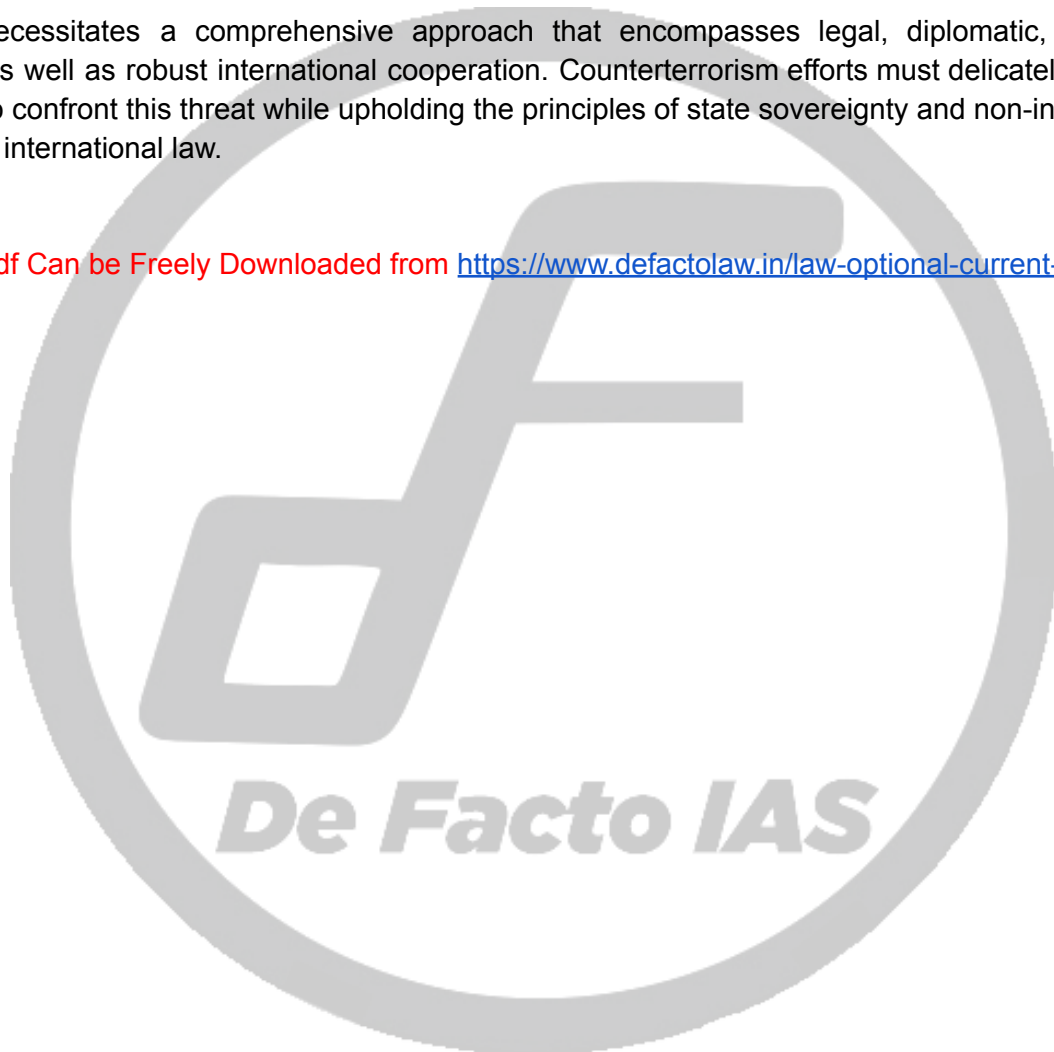 ecessitates a comprehensive approach that encompasses legal, diplomatic,
s well as robust international cooperation. Counterterrorism efforts must delicatel
o confront this threat while upholding the principles of state sovereignty and non-in
international law.
df Can be Freely Downloaded from https://www.defactolaw.in/law-optional-current-
De Facto IAS